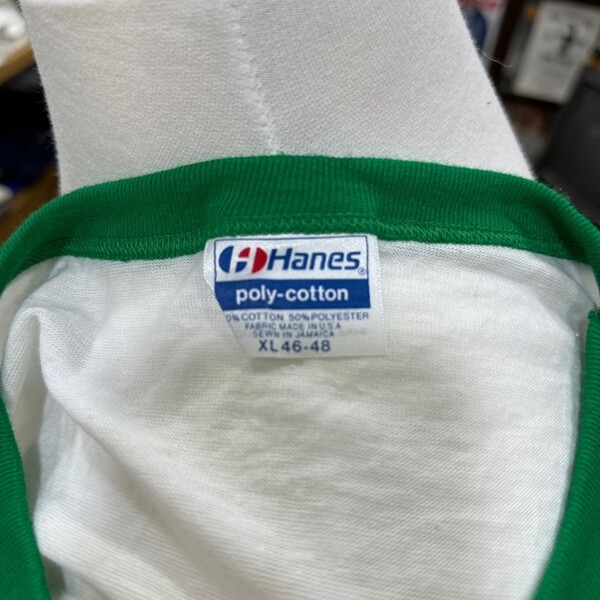 Hanes®
poly-cotton
0% COTTON 50% POLYESTER
FABRIC MADE IN U.S.A
SEWN IN JAMAICA
XL 46-48